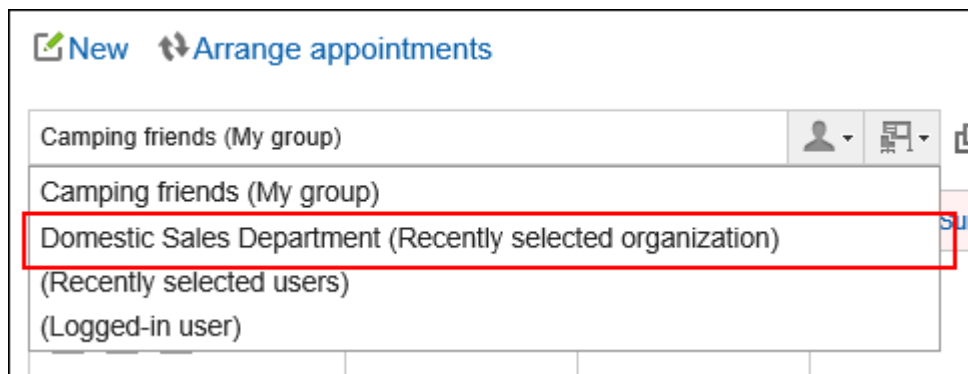 New Arrange appointments
Camping friends (My group)
Camping friends (My group)
Domestic Sales Department (Recently selected organization)
Su
(Recently selected users)
(Logged-in user)